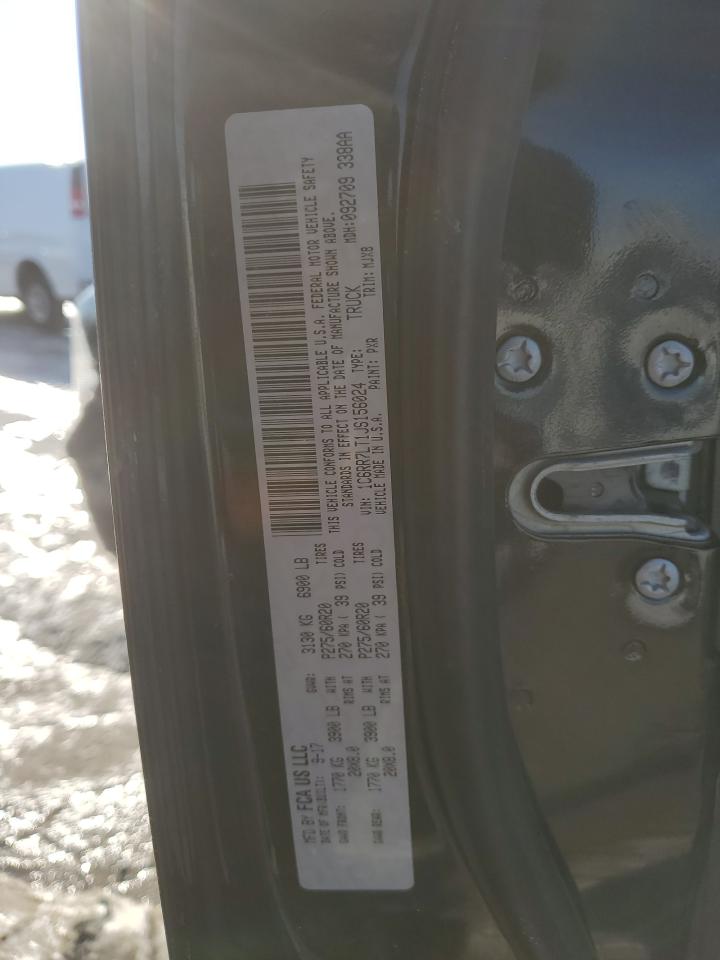 MFD BY FCA US LLC
DATE OF MFR(BUILT): 9-17 GVWR: 3130 KG 6900 LB
GAWR FRONT: 1770 KG 3900 LB WITH P275/60R20 TIRES
20X8.0 RIMS AT 270 KPA ( 39 PSI) COLD
GAWR REAR: 1770 KG 3900 LB WITH P275/60R20 TIRES
20X8.0 RIMS AT 270 KPA ( 39 PSI) COLD
THIS VEHICLE CONFORMS TO ALL APPLICABLE U.S.A. FEDERAL MOTOR VEHICLE SAFETY
STANDARDS IN EFFECT ON THE DATE OF MANUFACTURE SHOWN ABOVE.
VIN: 1C6RR7LT1JS156024 TYPE: TRUCK MDH:092709 338AA
VEHICLE MADE IN U.S.A. PAINT: PXR TRIM: MJX8